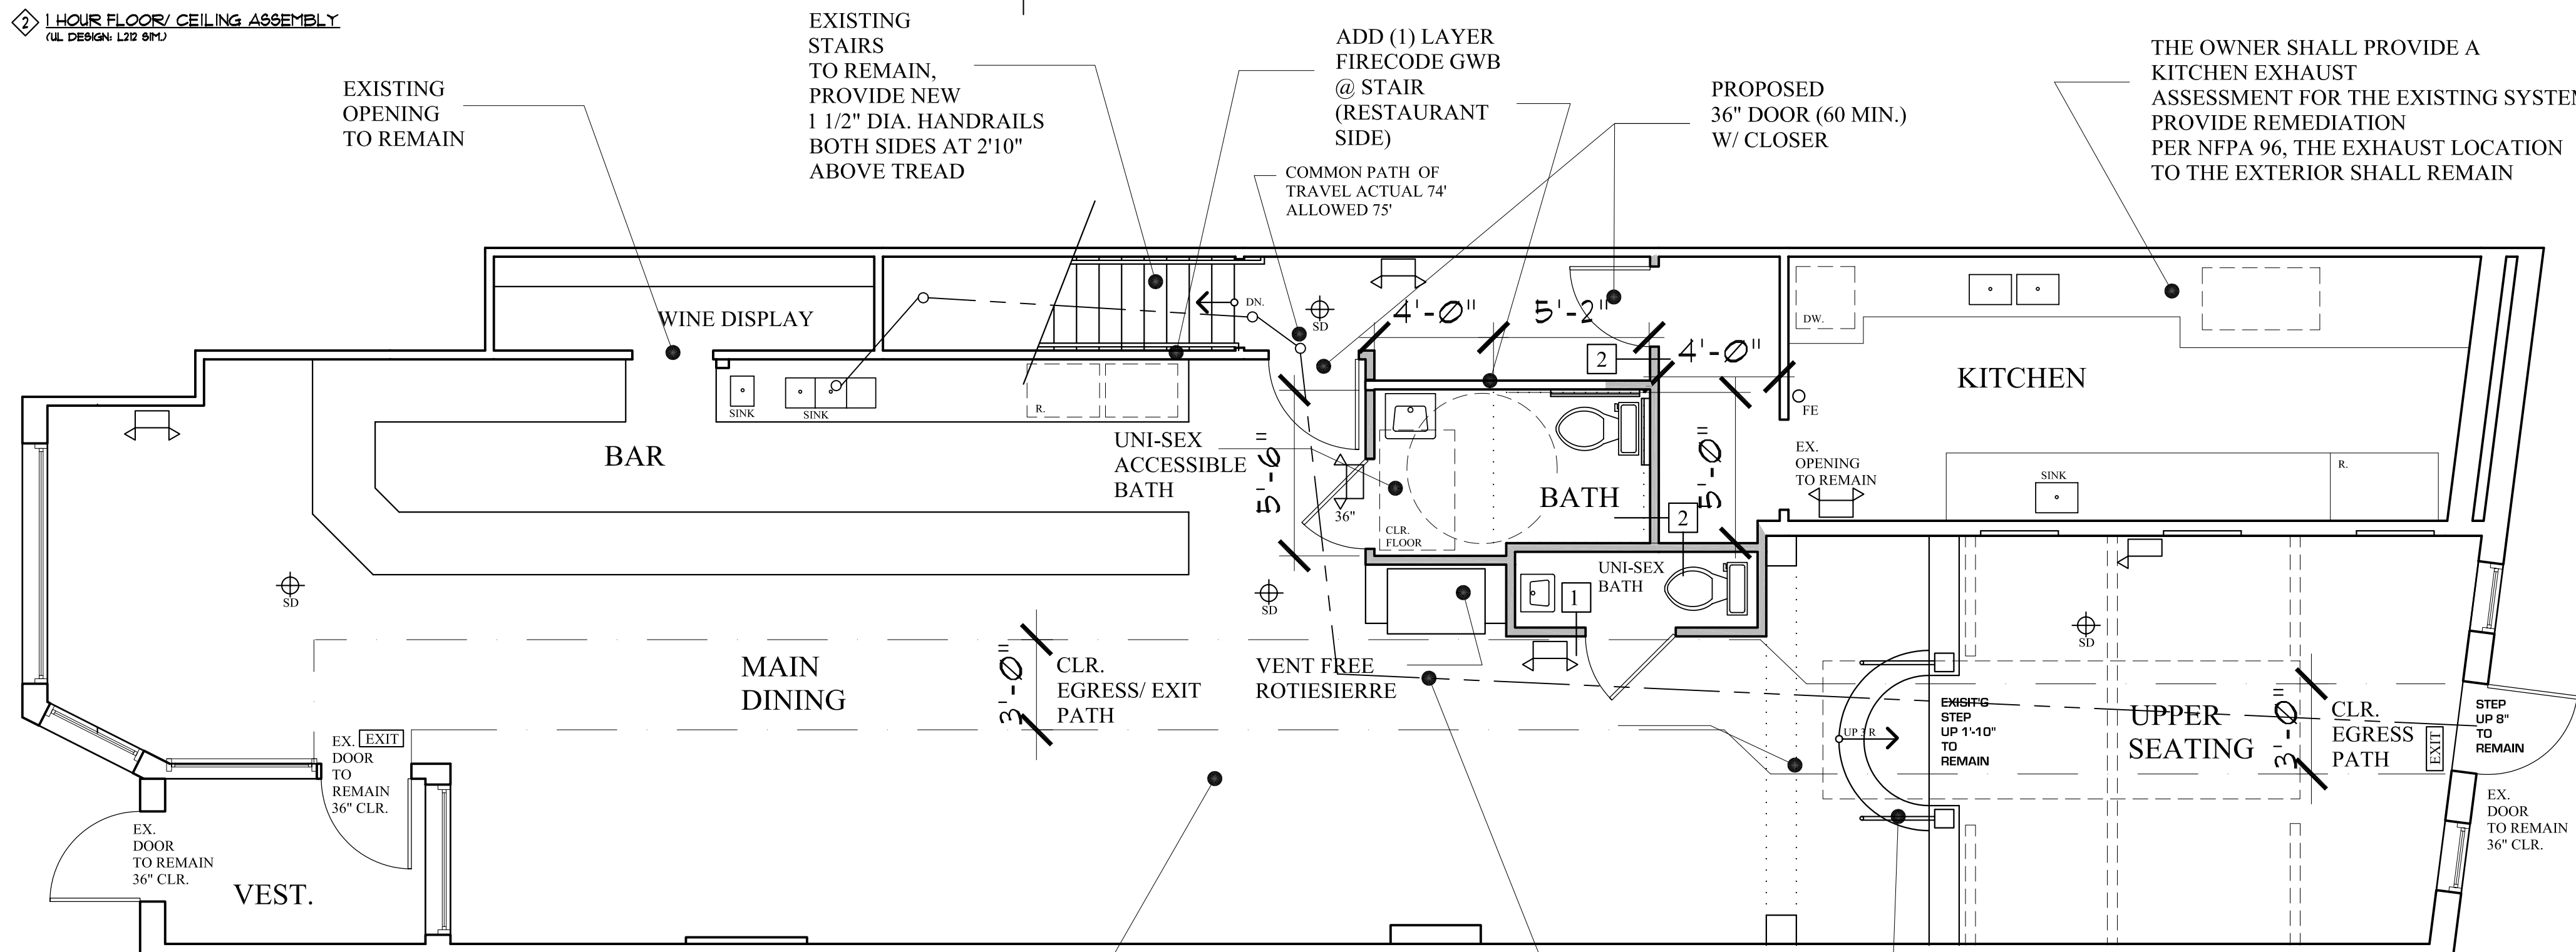 2
1 HOUR FLOOR/ CEILING ASSEMBLY
(UL DESIGN: L212 SIM.)
EXISTING
OPENING
TO REMAIN
EXISTING
STAIRS
TO REMAIN,
PROVIDE NEW
1 1/2" DIA. HANDRAILS
BOTH SIDES AT 2'10"
ABOVE TREAD
ADD (1) LAYER
FIRECODE GWB
@ STAIR
(RESTAURANT
SIDE)
COMMON PATH OF
TRAVEL ACTUAL 74'
ALLOWED 75'
PROPOSED
36" DOOR (60 MIN.)
W/ CLOSER
THE OWNER SHALL PROVIDE A
KITCHEN EXHAUST
ASSESSMENT FOR THE EXISTING SYSTEM
PROVIDE REMEDIATION
PER NFPA 96, THE EXHAUST LOCATION
TO THE EXTERIOR SHALL REMAIN
WINE DISPLAY
DN.
SD
4'-0"
5'-2"
2
4'-0"
DW.
KITCHEN
FE
SINK
SINK
R.
BAR
UNI-SEX
ACCESSIBLE
BATH
5'-6"
36"
CLR.
FLOOR
BATH
2
5'-0"
EX.
OPENING
TO REMAIN
SINK
R.
SD
SD
UNI-SEX
BATH
1
SD
MAIN
DINING
3'-0"
CLR.
EGRESS/ EXIT
PATH
VENT FREE
ROTIESIERRE
UP 3 R
EXISIT'G
STEP
UP 1'-10"
TO
REMAIN
UPPER
SEATING
3'-0"
CLR.
EGRESS
PATH
EXIT
STEP
UP 8"
TO
REMAIN
EX.
DOOR
TO REMAIN
36" CLR.
EX.
DOOR
TO
REMAIN
36" CLR.
EXIT
EX.
DOOR
TO REMAIN
36" CLR.
VEST.